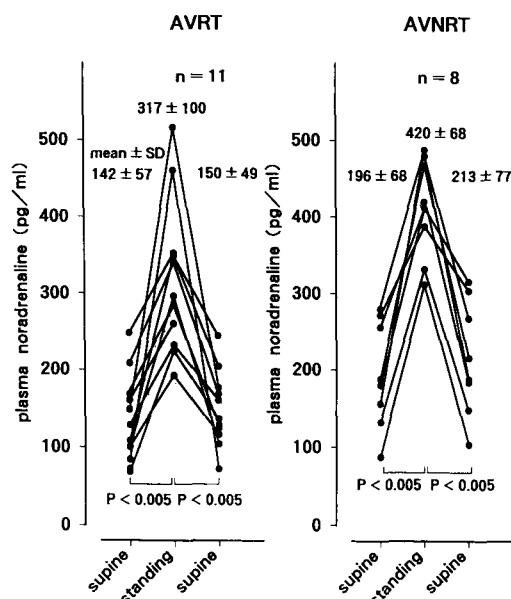 AVRT
n = 11
317 ± 100
mean ± SD
142 ± 57
150 ± 49
plasma noradrenaline (pg/ml)
500
400
300
200
100
0
P < 0.005
P < 0.005
supine
standing
supine
AVNRT
n = 8
420 ± 68
196 ± 68
213 ± 77
plasma noradrenaline (pg/ml)
500
400
300
200
100
0
P < 0.005
P < 0.005
supine
standing
supine